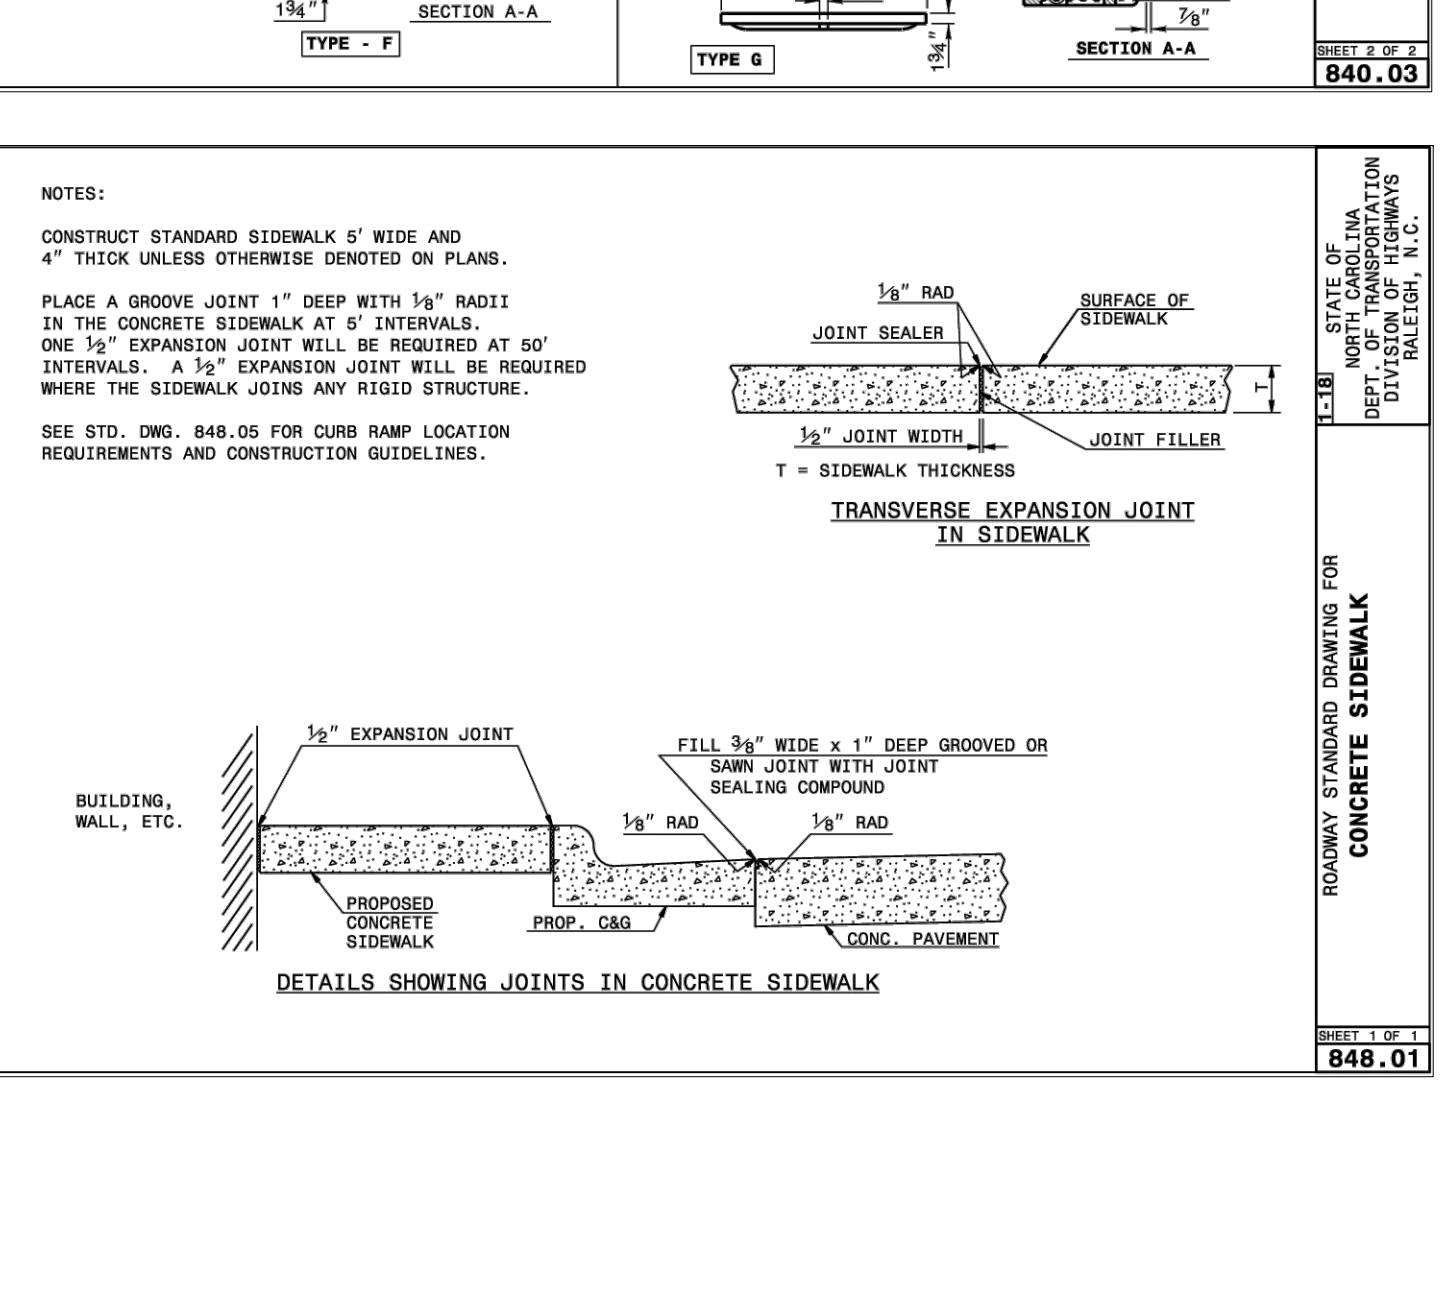 1¾"
SECTION A-A
TYPE - F
TYPE G
1¾"
⅞"
SECTION A-A
SHEET 2 OF 2
840.03
NOTES:
CONSTRUCT STANDARD SIDEWALK 5' WIDE AND
4" THICK UNLESS OTHERWISE DENOTED ON PLANS.
PLACE A GROOVE JOINT 1" DEEP WITH ⅛" RADII
IN THE CONCRETE SIDEWALK AT 5' INTERVALS.
ONE ½" EXPANSION JOINT WILL BE REQUIRED AT 50'
INTERVALS. A ½" EXPANSION JOINT WILL BE REQUIRED
WHERE THE SIDEWALK JOINS ANY RIGID STRUCTURE.
SEE STD. DWG. 848.05 FOR CURB RAMP LOCATION
REQUIREMENTS AND CONSTRUCTION GUIDELINES.
⅛" RAD
JOINT SEALER
SURFACE OF
SIDEWALK
T
½" JOINT WIDTH
JOINT FILLER
T = SIDEWALK THICKNESS
TRANSVERSE EXPANSION JOINT
IN SIDEWALK
½" EXPANSION JOINT
BUILDING,
WALL, ETC.
FILL ⅜" WIDE x 1" DEEP GROOVED OR
SAWN JOINT WITH JOINT
SEALING COMPOUND
⅛" RAD
⅛" RAD
PROPOSED
CONCRETE
SIDEWALK
PROP. C&G
CONC. PAVEMENT
DETAILS SHOWING JOINTS IN CONCRETE SIDEWALK
1-18
STATE OF
NORTH CAROLINA
DEPT. OF TRANSPORTATION
DIVISION OF HIGHWAYS
RALEIGH, N.C.
ROADWAY STANDARD DRAWING FOR
CONCRETE SIDEWALK
SHEET 1 OF 1
848.01